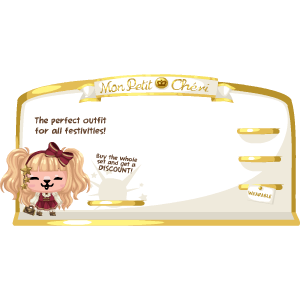 Mon Petit Chéri
The perfect outfit
for all festivities!
Buy the whole
set and get a
DISCOUNT!
WEARABLE